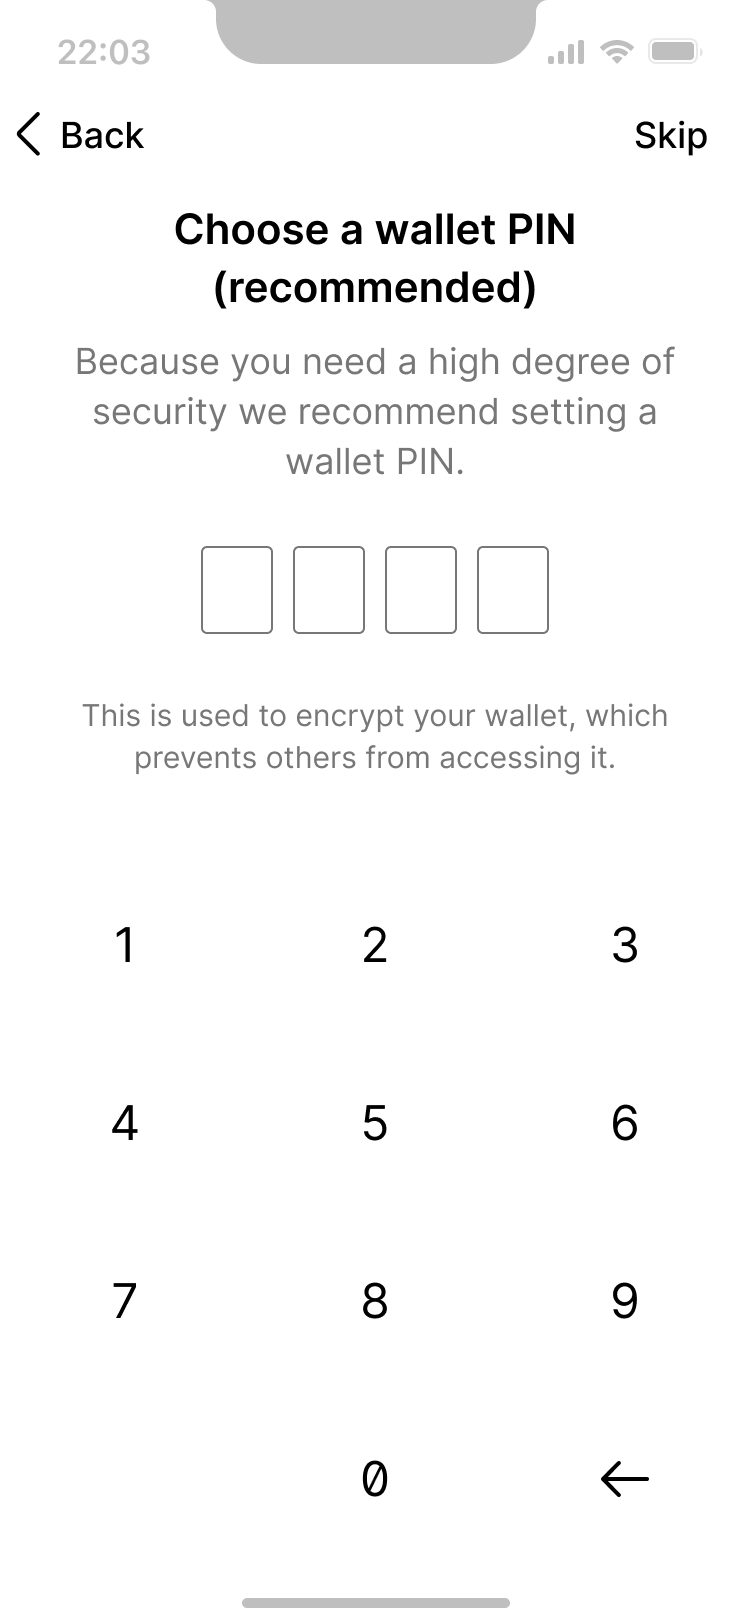 22:03
Back
Skip
Choose a wallet PIN
(recommended)
Because you need a high degree of
security we recommend setting a
wallet PIN.
This is used to encrypt your wallet, which
prevents others from accessing it.
1 2 3
4 5 6
7 8 9
0